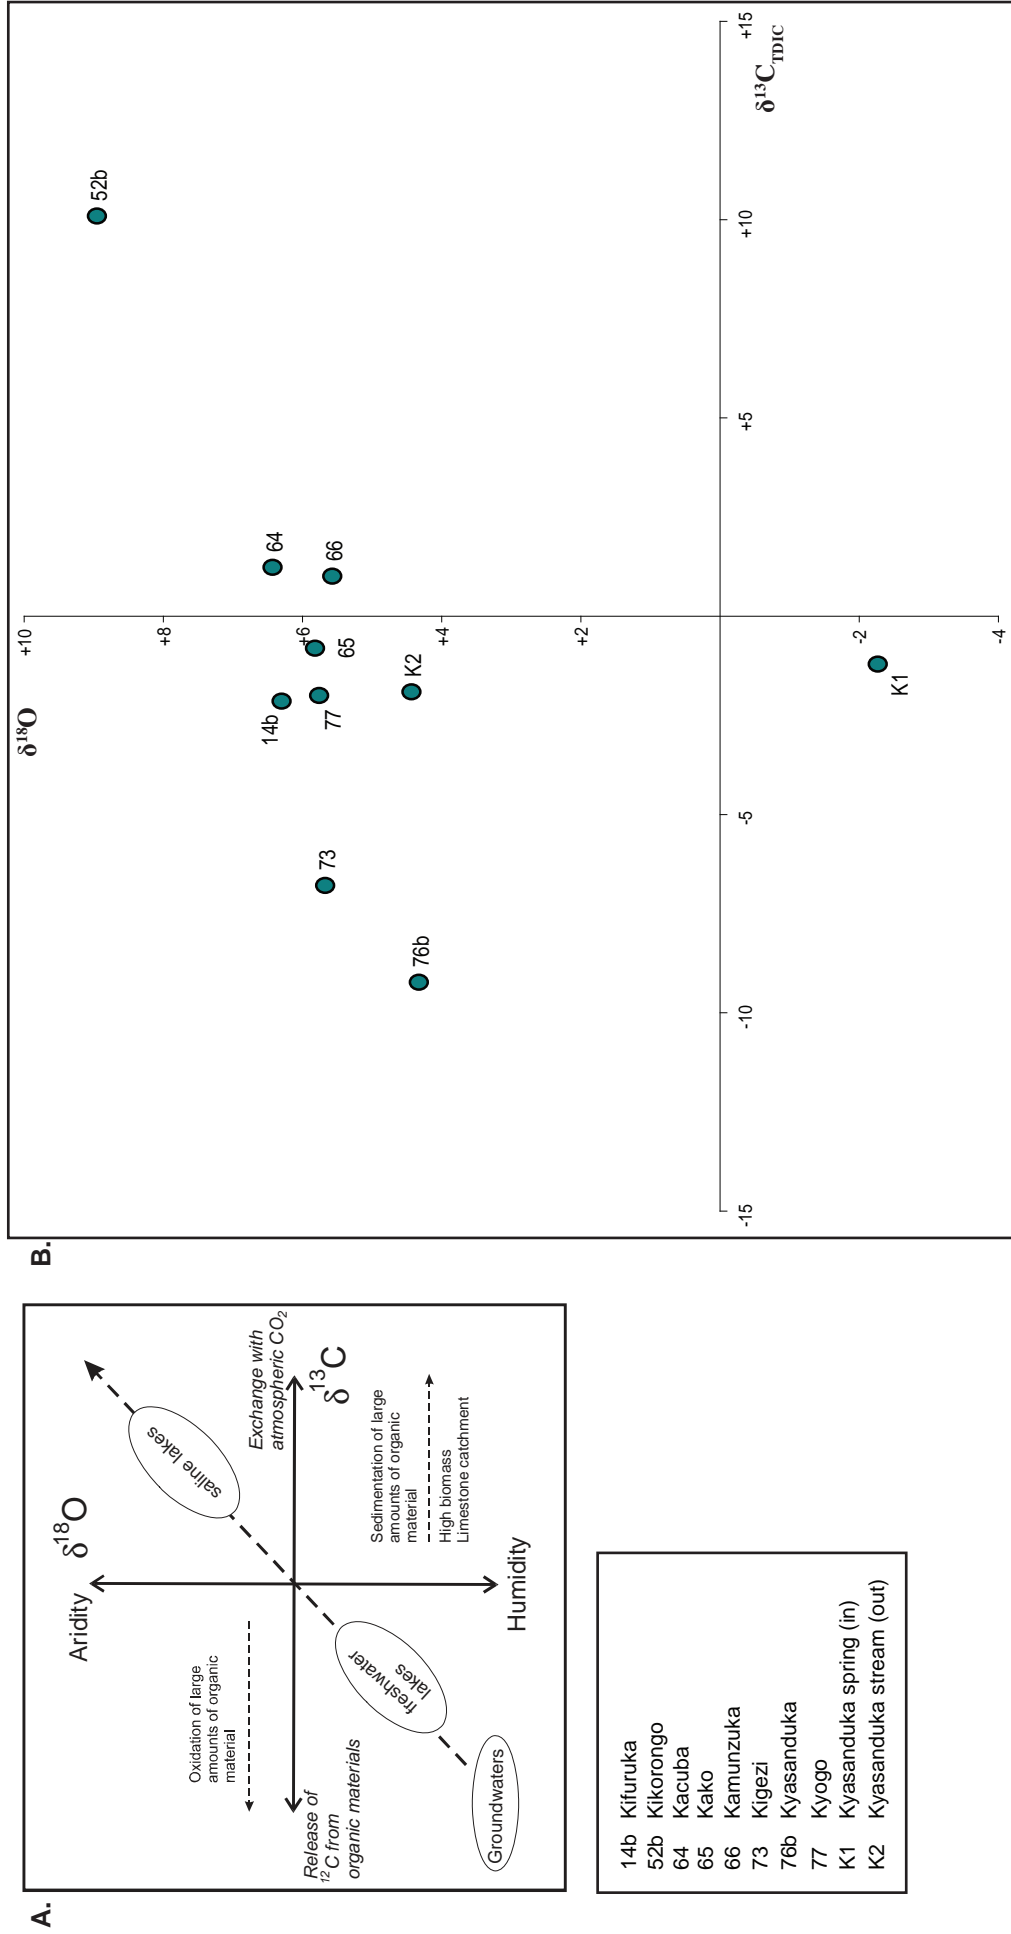 A.
Aridity
δ18O
saline lakes
Oxidation of large
amounts of organic
material
Exchange with
atmospheric CO2
δ13C
Release of
12C from
organic materials
freshwater
lakes
Sedimentation of large
amounts of organic
material
High biomass
Limestone catchment
Groundwaters
Humidity
14b Kifuruka
52b Kikorongo
64 Kacuba
65 Kako
66 Kamunzuka
73 Kigezi
76b Kyasanduka
77 Kyogo
K1 Kyasanduka spring (in)
K2 Kyasanduka stream (out)
B.
δ18O
+10
52b
+8
14b
64
+6
65
77
66
73
K2
+4
76b
+2
-15
-10
-5
+5
+10
+15
δ13CTDIC
-2
K1
-4